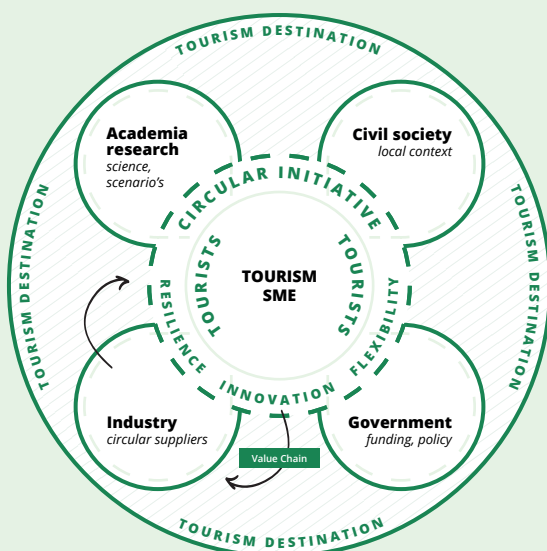 TOURISM DESTINATION
Academia
research
science,
scenario's
Civil society
local context
CIRCULAR INITIATIVE
TOURISM DESTINATION
TOURISTS
TOURISM
SME
TOURISTS
TOURISM DESTINATION
RESILIENCE
INNOVATION
FLEXIBILITY
Industry
circular suppliers
Government
funding, policy
Value Chain
TOURISM DESTINATION